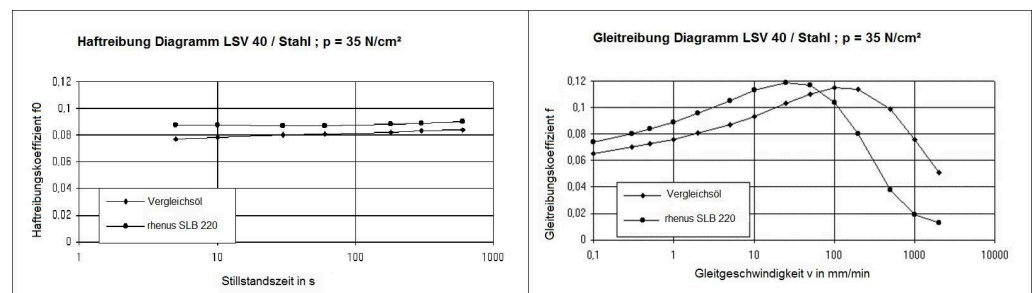 Haftreibung Diagramm LSV 40 / Stahl ; p = 35 N/cm²
Haftreibungskoeffizient f0
0,12
0,1
0,08
0,06
0,04
0,02
0
Vergleichsöl
rhenus SLB 220
1
10
100
1000
Stillstandszeit in s
Gleitreibung Diagramm LSV 40 / Stahl ; p = 35 N/cm²
Gleitreibungskoeffizient f
0,12
0,1
0,08
0,06
0,04
0,02
0
Vergleichsöl
rhenus SLB 220
0,1
1
10
100
1000
10000
Gleitgeschwindigkeit v in mm/min